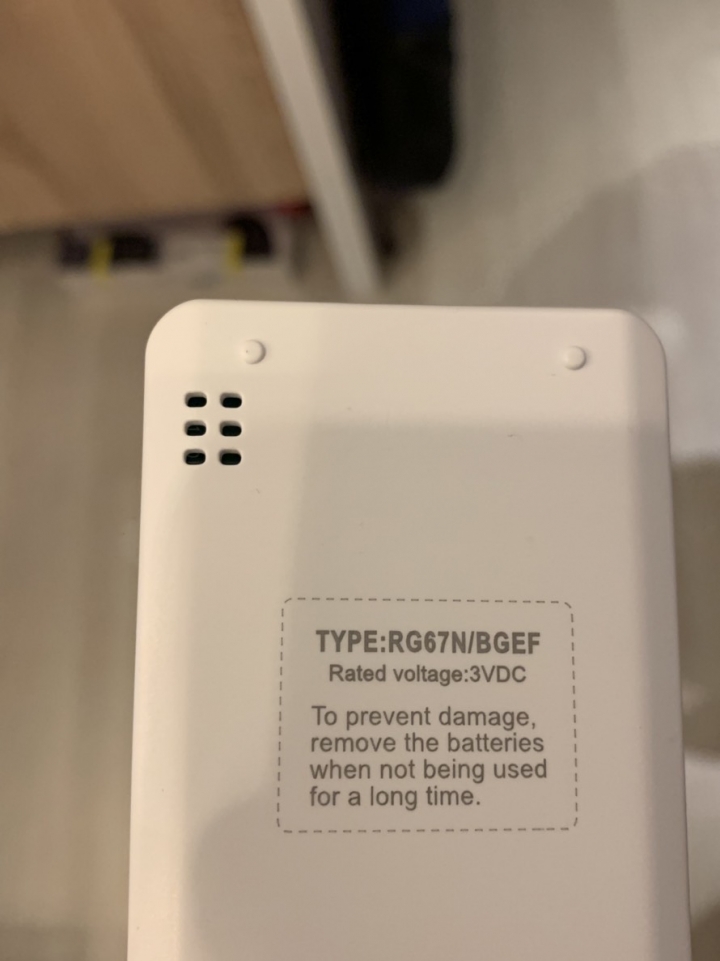 TYPE:RG67N/BGEF
Rated voltage:3VDC
To prevent damage,
remove the batteries
when not being used
for a long time.